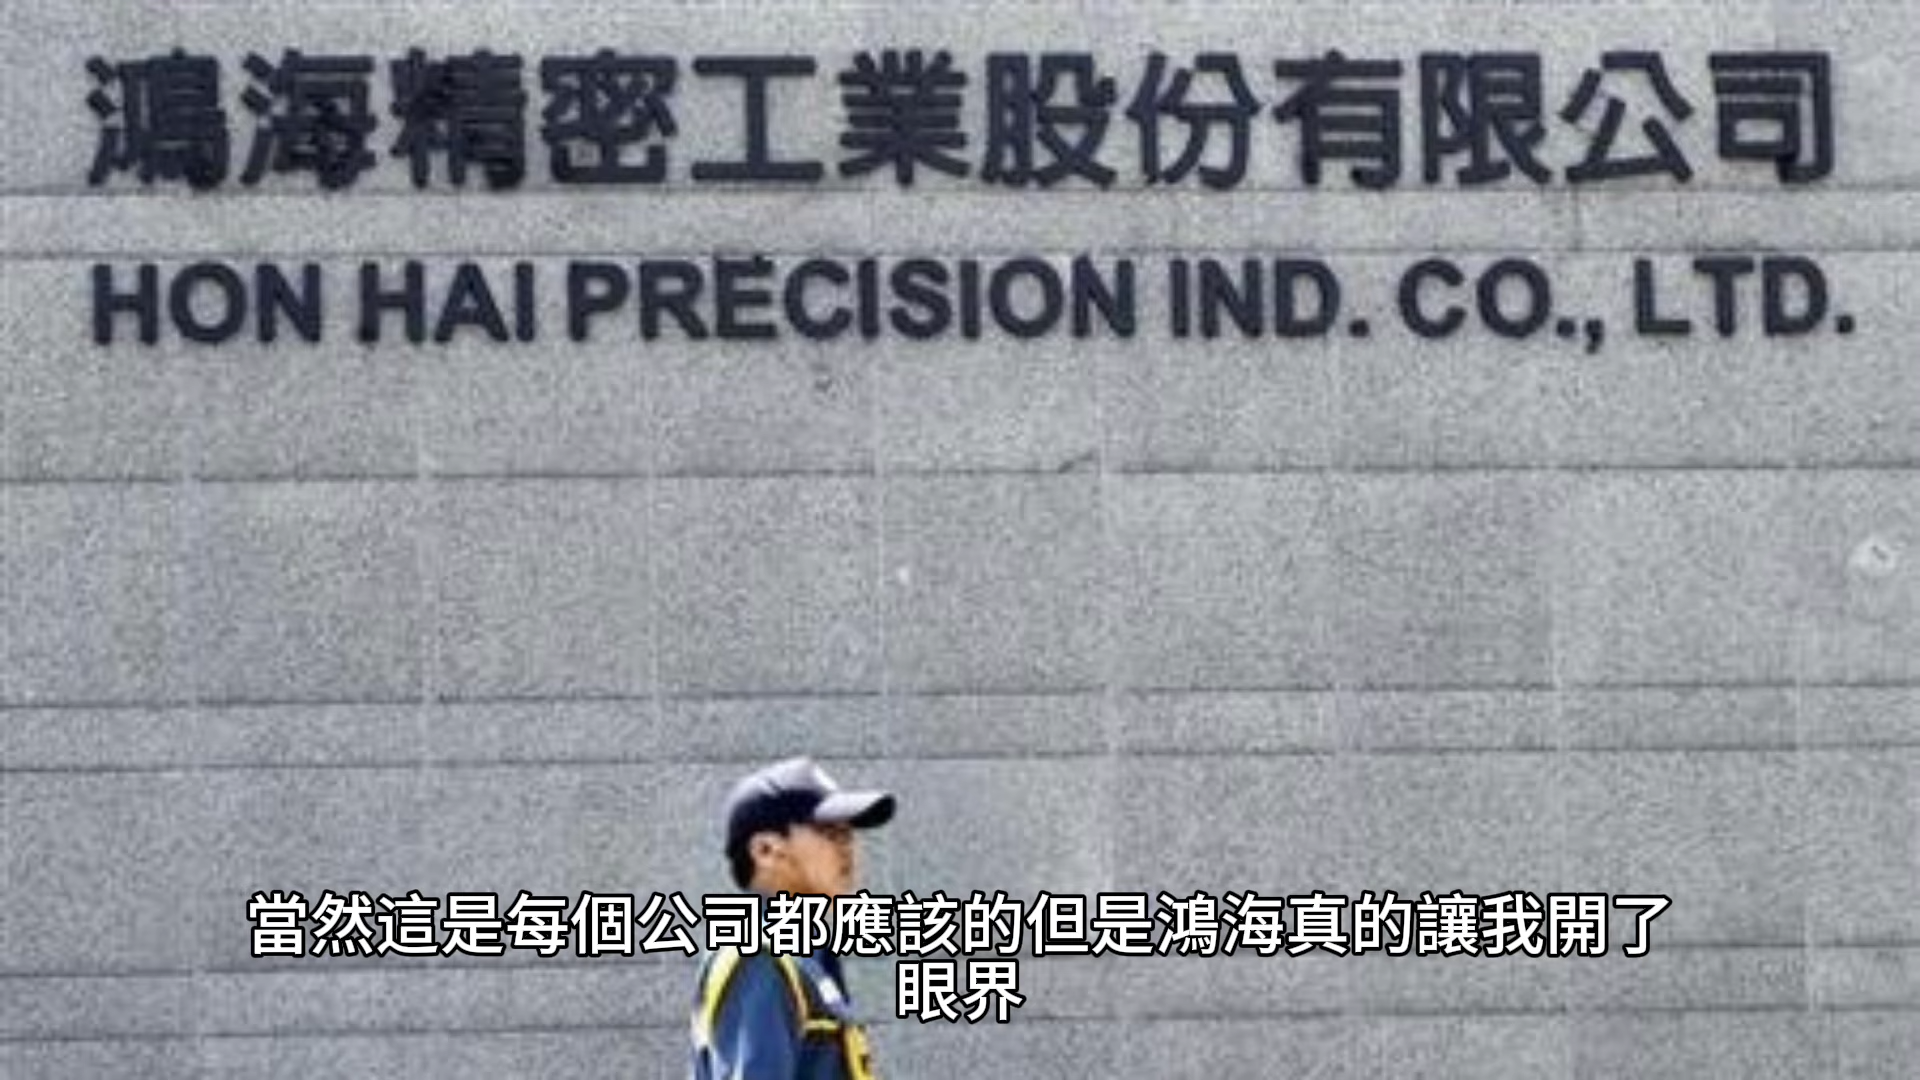 鴻海精密工業股份有限公司
HON HAI PRECISION IND. CO., LTD.
當然這是每個公司都應該的但是鴻海真的讓我開了
眼界